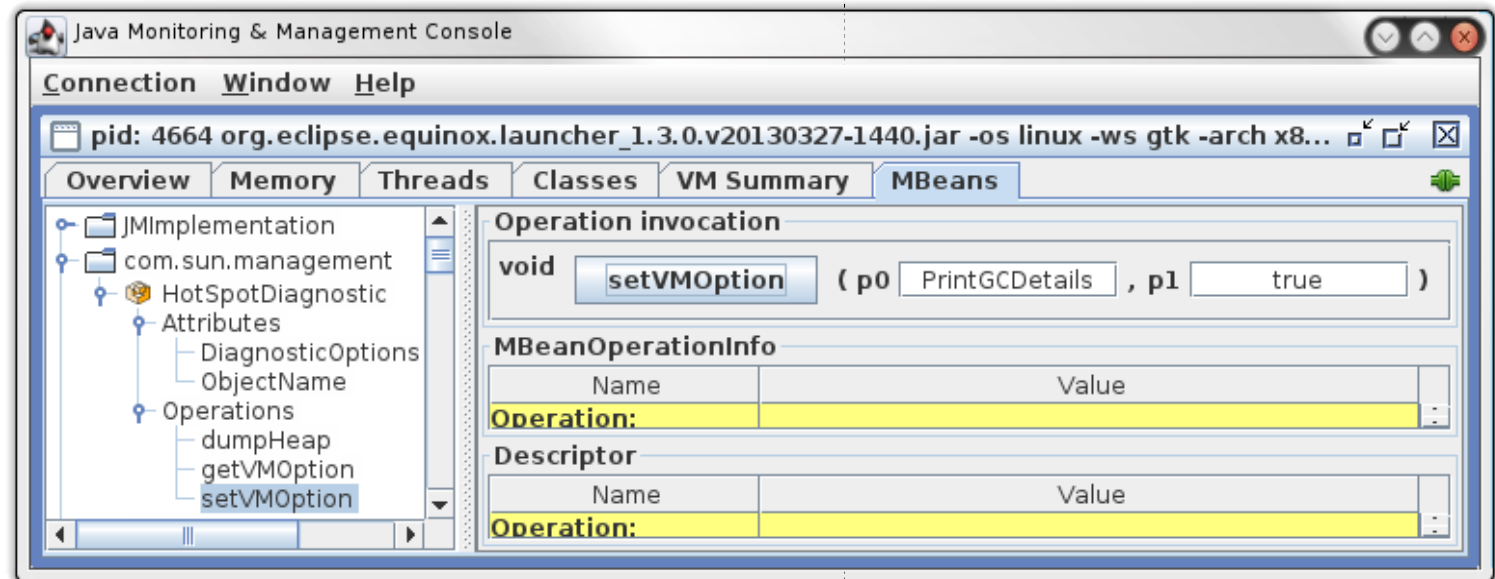 Java Monitoring & Management Console
Connection Window Help
pid: 4664 org.eclipse.equinox.launcher_1.3.0.v20130327-1440.jar -os linux -ws gtk -arch x8...
Overview Memory Threads Classes VM Summary MBeans
JMImplementation
com.sun.management
HotSpotDiagnostic
Attributes
DiagnosticOptions
ObjectName
Operations
dumpHeap
getVMOption
setVMOption
Operation invocation
void setVMOption ( p0 PrintGCDetails , p1 true )
MBeanOperationInfo
Name Value
Operation:
Descriptor
Name Value
Operation: